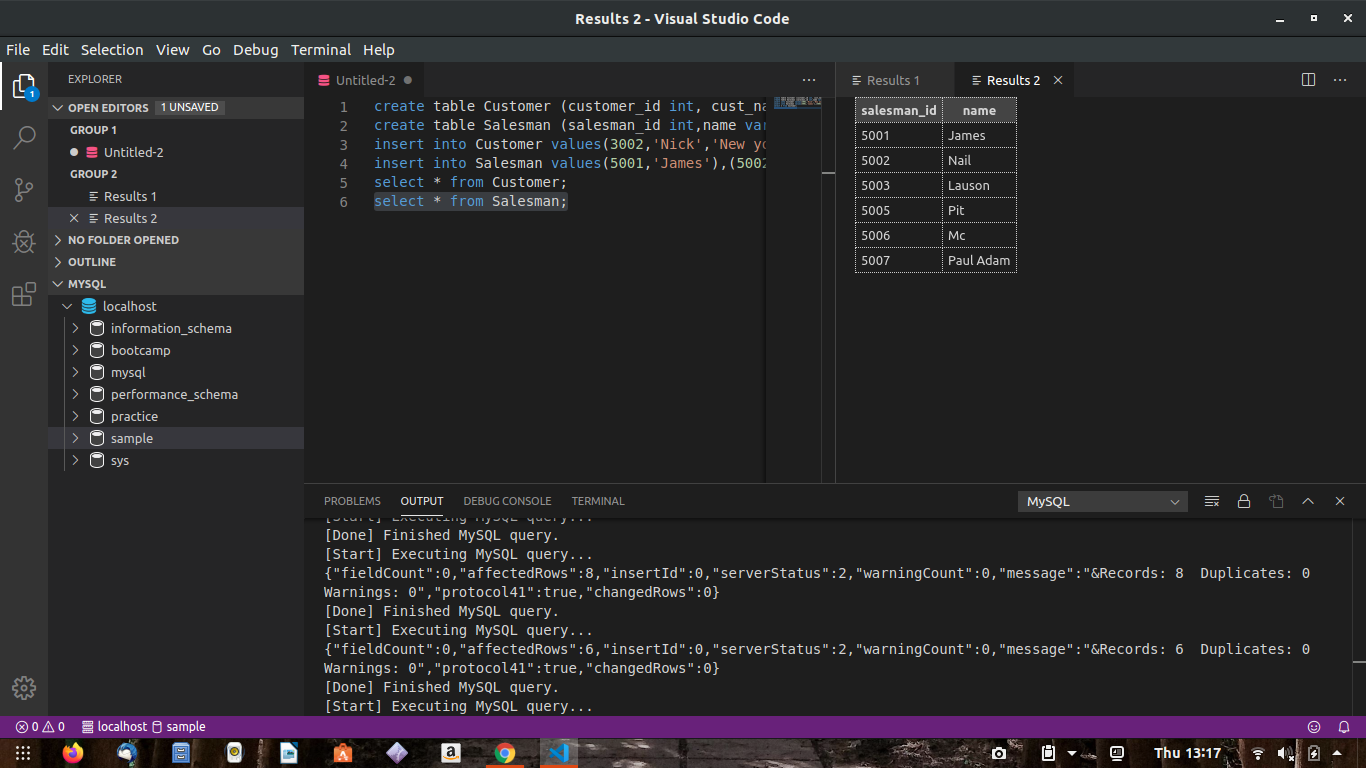 Results 2 - Visual Studio Code
File Edit Selection View Go Debug Terminal Help
1
EXPLORER
OPEN EDITORS 1 UNSAVED
GROUP 1
Untitled-2
GROUP 2
Results 1
Results 2
NO FOLDER OPENED
OUTLINE
MYSQL
localhost
information_schema
bootcamp
mysql
performance_schema
practice
sample
sys
Untitled-2
1 create table Customer (customer_id int, cust_na
2 create table Salesman (salesman_id int,name var
3 insert into Customer values(3002,'Nick','New yo
4 insert into Salesman values(5001,'James'),(5002
5 select * from Customer;
6 select * from Salesman;
Results 1 Results 2
salesman_id name
5001 James
5002 Nail
5003 Lauson
5005 Pit
5006 Mc
5007 Paul Adam
PROBLEMS OUTPUT DEBUG CONSOLE TERMINAL MySQL
[Start] Executing MySQL query...
[Done] Finished MySQL query.
[Start] Executing MySQL query...
{"fieldCount":0,"affectedRows":8,"insertId":0,"serverStatus":2,"warningCount":0,"message":"&Records: 8  Duplicates: 0
Warnings: 0","protocol41":true,"changedRows":0}
[Done] Finished MySQL query.
[Start] Executing MySQL query...
{"fieldCount":0,"affectedRows":6,"insertId":0,"serverStatus":2,"warningCount":0,"message":"&Records: 6  Duplicates: 0
Warnings: 0","protocol41":true,"changedRows":0}
[Done] Finished MySQL query.
[Start] Executing MySQL query...
0 0 localhost sample
Thu 13:17